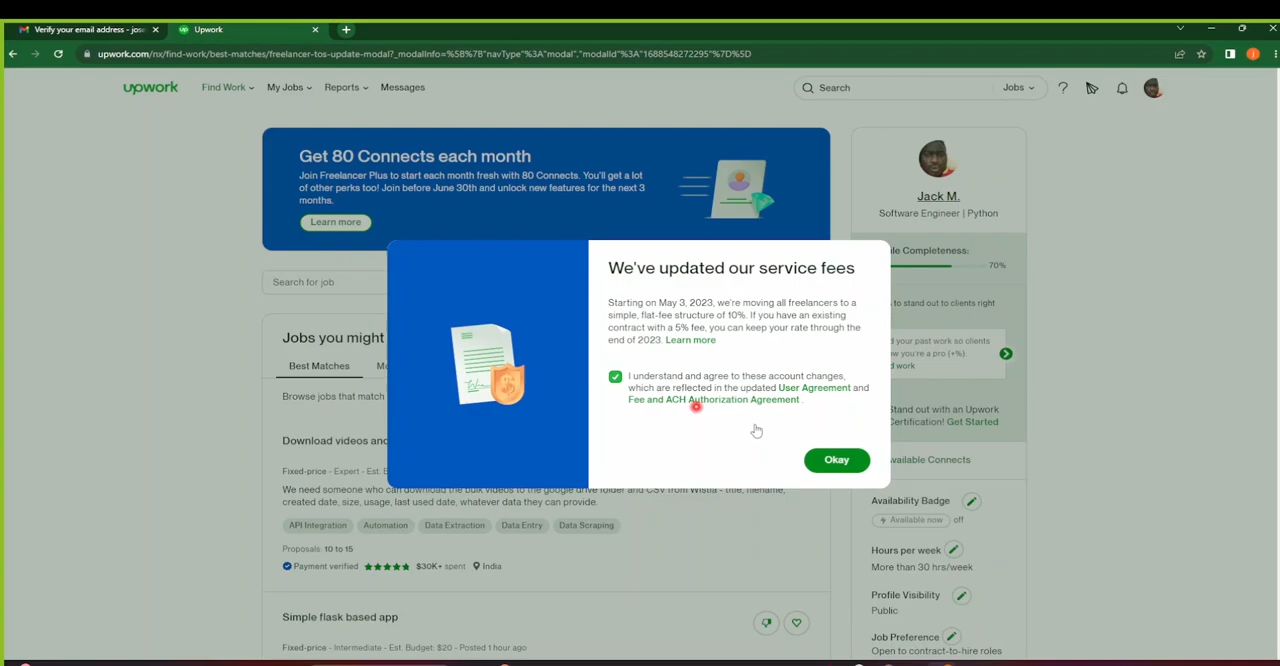 Verify your email address - jose
Upwork
upwork.com/nx/find-work/best-matches/freelancer-tos-update-modal?_modalInfo=%5B%7B"navType"%3A"modal","modalId"%3A"1688548272295"%7D%5D
upwork
Find Work
My Jobs
Reports
Messages
Search
Jobs
Get 80 Connects each month
Join Freelancer Plus to start each month fresh with 80 Connects. You'll get a lot
of other perks too! Join before June 30th and unlock new features for the next 3
months.
Learn more
Jack M.
Software Engineer | Python
Completeness:
70%
We've updated our service fees
Starting on May 3, 2023, we're moving all freelancers to a
simple, flat-fee structure of 10%. If you have an existing
contract with a 5% fee, you can keep your rate through the
end of 2023. Learn more
I understand and agree to these account changes,
which are reflected in the updated User Agreement and
Fee and ACH Authorization Agreement .
Okay
Search for job
Jobs you might
Best Matches
Browse jobs that match
Download videos and
Fixed-price - Expert - Est. B
We need someone who can download the bulk videos to the google drive folder and CSV from Wistia - title, filename,
created date, size, usage, last used date, whatever data they can provide.
API Integration
Automation
Data Extraction
Data Entry
Data Scraping
Proposals: 10 to 15
Payment verified
$30K+ spent
India
Simple flask based app
Fixed-price - Intermediate - Est. Budget: $20 - Posted 1 hour ago
to stand out to clients right
your past work so clients
you're a pro (+%).
work
Stand out with an Upwork
Certification! Get Started
Available Connects
Availability Badge
Available now
off
Hours per week
More than 30 hrs/week
Profile Visibility
Public
Job Preference
Open to contract-to-hire roles